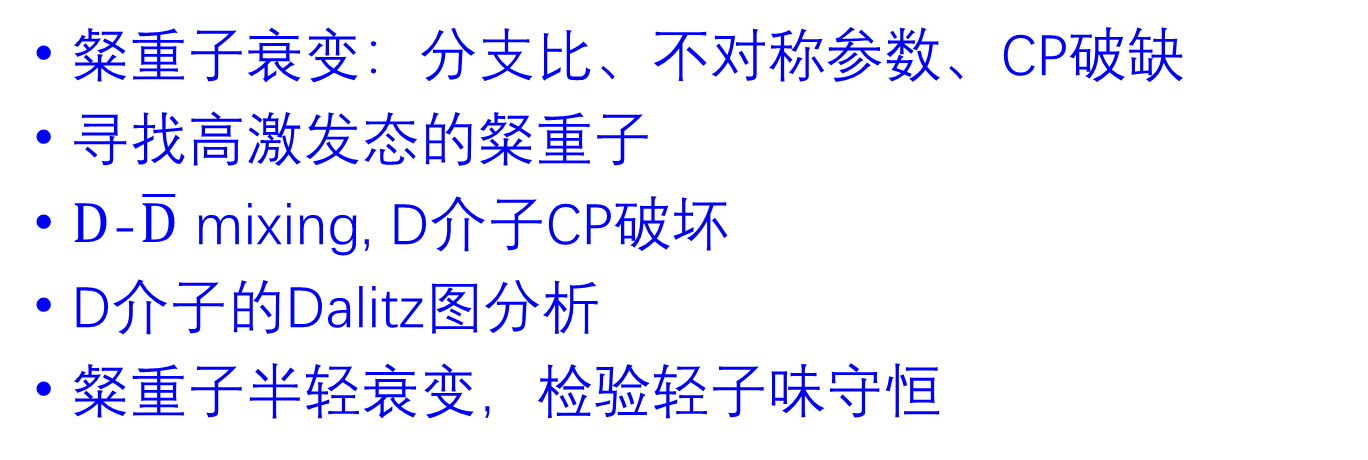 • 粲重子衰变：分支比、不对称参数、CP破缺
• 寻找高激发态的粲重子
• D-D̅ mixing, D介子CP破坏
• D介子的Dalitz图分析
• 粲重子半轻衰变，检验轻子味守恒